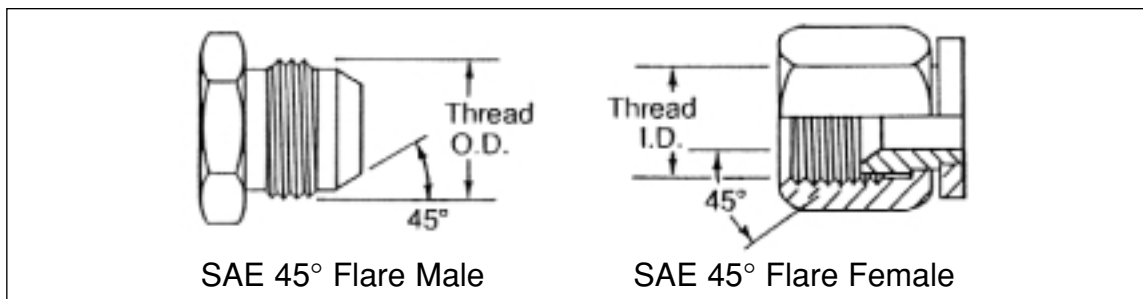 Thread
O.D.
45°
SAE 45° Flare Male
Thread
I.D.
45°
SAE 45° Flare Female